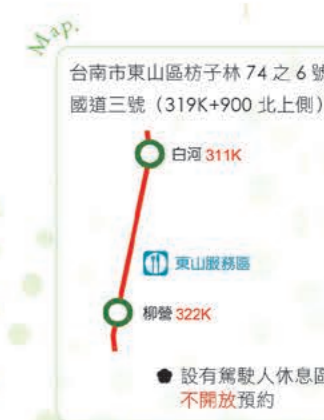 Map.
台南市東山區枋子林 74 之 6 號
國道三號（319K+900 北上側）
白河 311K
東山服務區
柳營 322K
設有駕駛人休息區
不開放預約